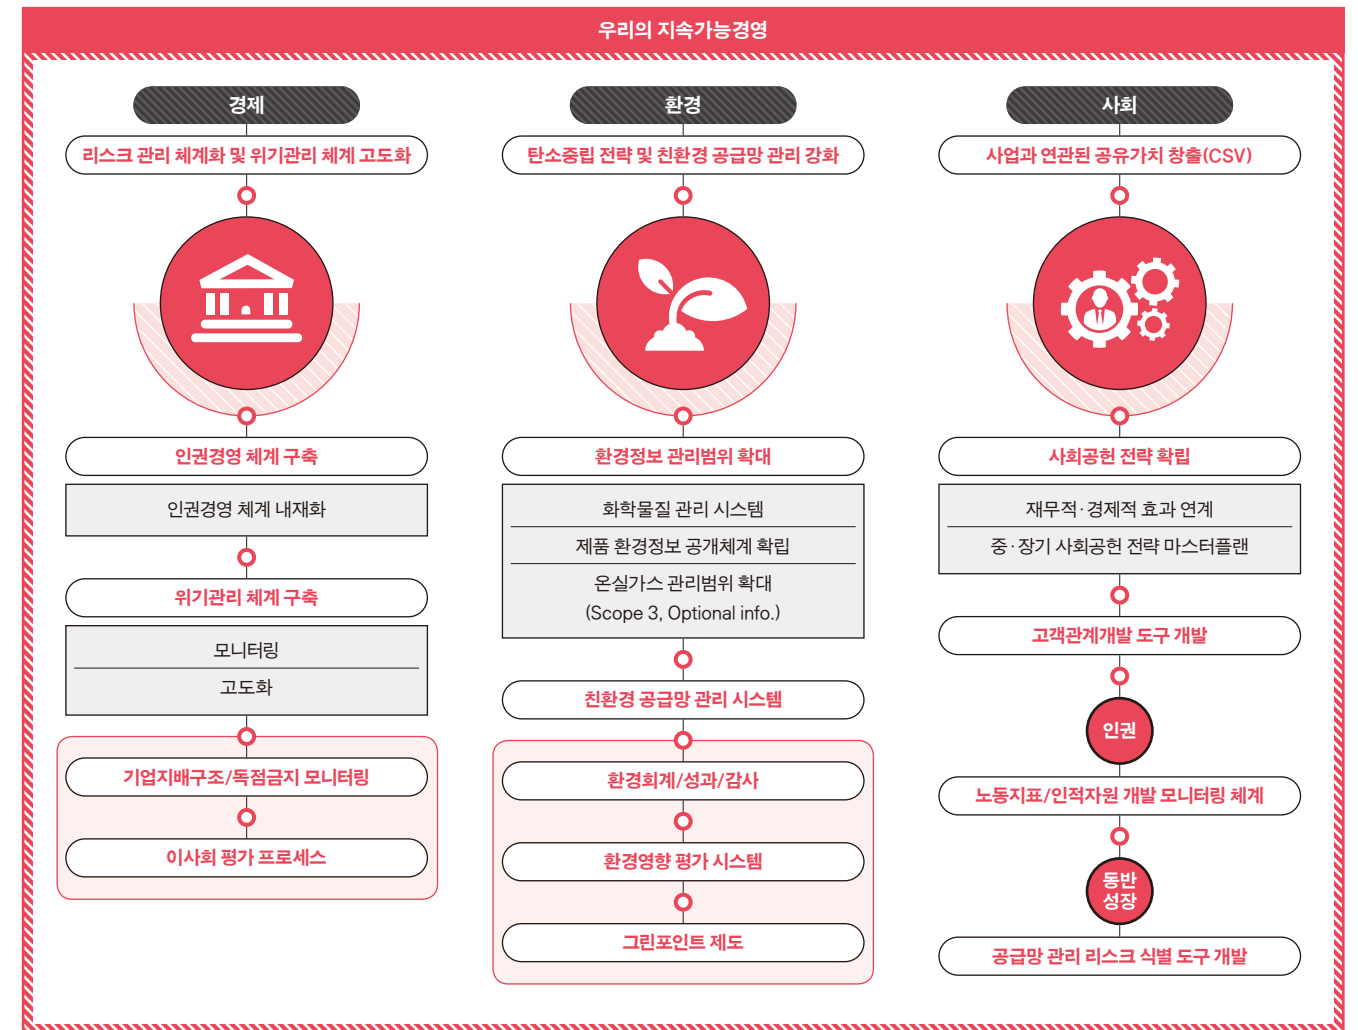 우리의 지속가능경영
경제
리스크 관리 체계화 및 위기관리 체계 고도화
인권경영 체계 구축
인권경영 체계 내재화
위기관리 체계 구축
모니터링
고도화
기업지배구조/독점금지 모니터링
이사회 평가 프로세스
환경
탄소중립 전략 및 친환경 공급망 관리 강화
환경정보 관리범위 확대
화학물질 관리 시스템
제품 환경정보 공개체계 확립
온실가스 관리범위 확대
(Scope 3, Optional info.)
친환경 공급망 관리 시스템
환경회계/성과/감사
환경영향 평가 시스템
그린포인트 제도
사회
사업과 연관된 공유가치 창출(CSV)
사회공헌 전략 확립
재무적·경제적 효과 연계
중·장기 사회공헌 전략 마스터플랜
고객관계개발 도구 개발
인권
노동지표/인적자원 개발 모니터링 체계
동반
성장
공급망 관리 리스크 식별 도구 개발